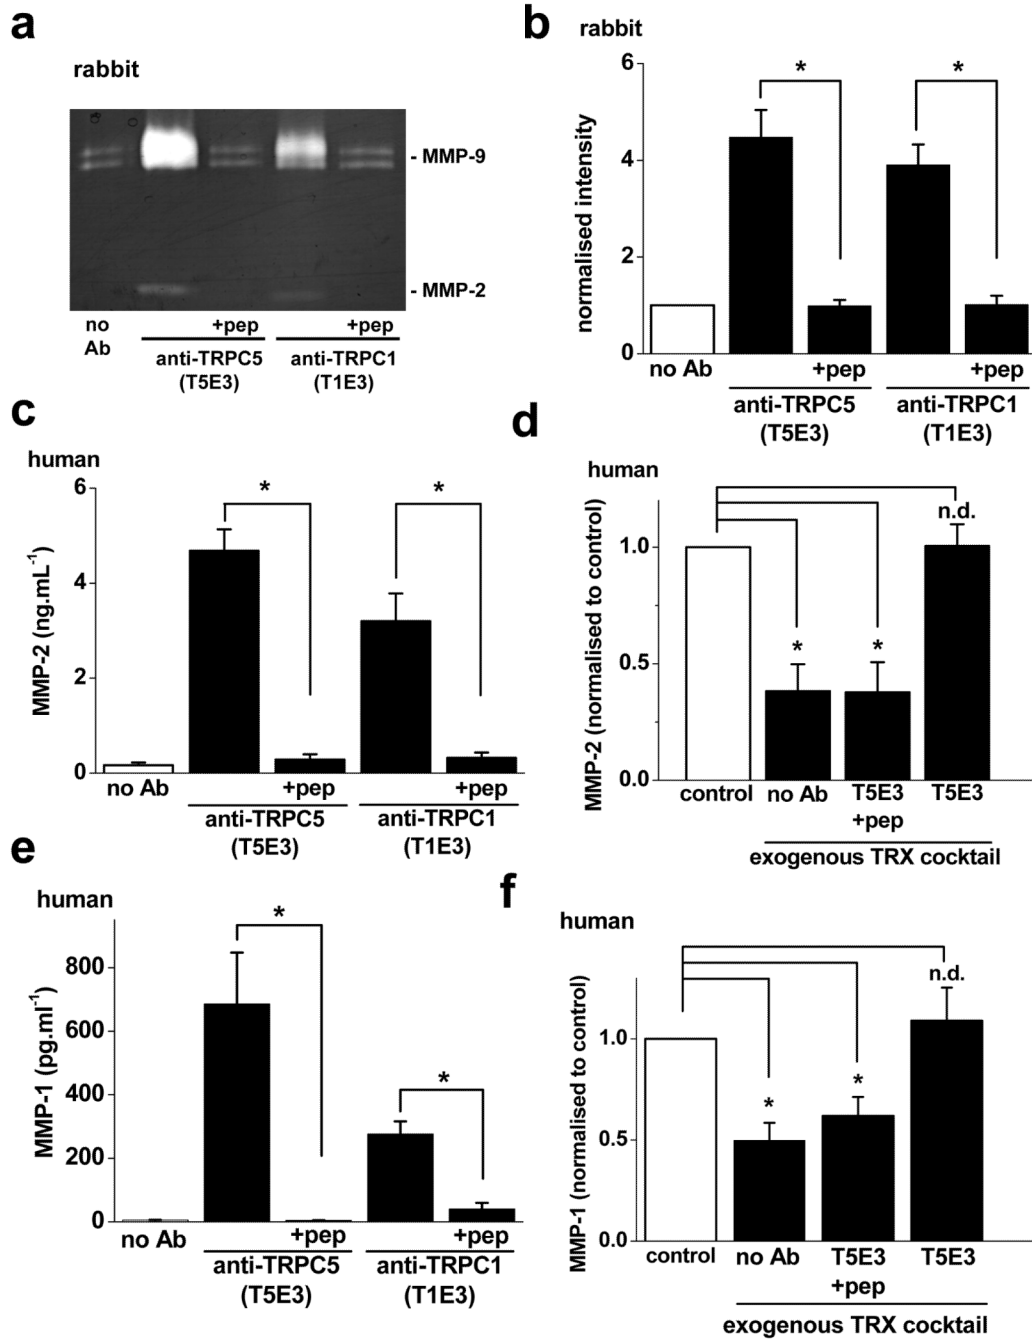 a
rabbit
- MMP-9
- MMP-2
no
Ab
+pep
+pep
anti-TRPC5
(T5E3)
anti-TRPC1
(T1E3)
b
rabbit
normalised intensity
6
4
2
0
*
*
no Ab
+pep
+pep
anti-TRPC5
(T5E3)
anti-TRPC1
(T1E3)
c
human
MMP-2 (ng.mL⁻¹)
6
4
2
0
*
*
no Ab
+pep
+pep
anti-TRPC5
(T5E3)
anti-TRPC1
(T1E3)
d
human
MMP-2 (normalised to control)
1.0
0.5
0.0
*
*
n.d.
control
no Ab
T5E3
+pep
T5E3
exogenous TRX cocktail
e
human
MMP-1 (pg.ml⁻¹)
800
600
400
200
0
*
*
no Ab
+pep
+pep
anti-TRPC5
(T5E3)
anti-TRPC1
(T1E3)
f
human
MMP-1 (normalised to control)
1.0
0.5
0.0
*
*
n.d.
control
no Ab
T5E3
+pep
T5E3
exogenous TRX cocktail